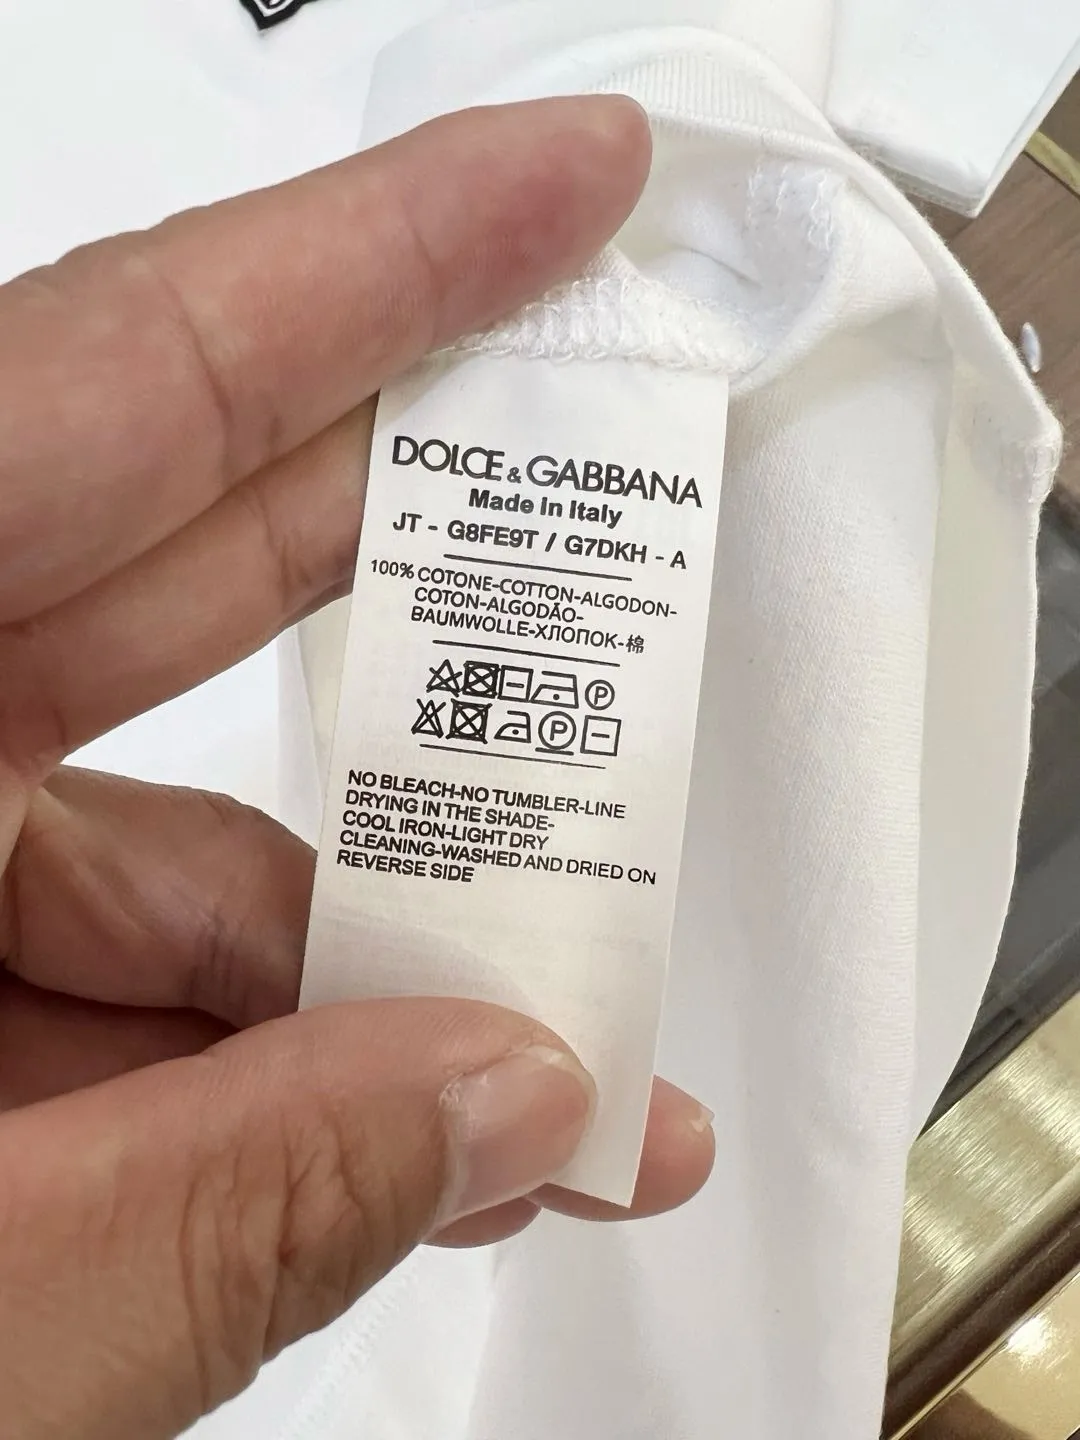 DOLCE & GABBANA
Made in Italy
JT - G8FE9T / G7DKH - A
100% COTONE-COTTON-ALGODON-
COTON-ALGODÃO-
BAUMWOLLE-ХЛОПОК-棉
P
P
NO BLEACH-NO TUMBLER-LINE
DRYING IN THE SHADE-
COOL IRON-LIGHT DRY
CLEANING-WASHED AND DRIED ON
REVERSE SIDE